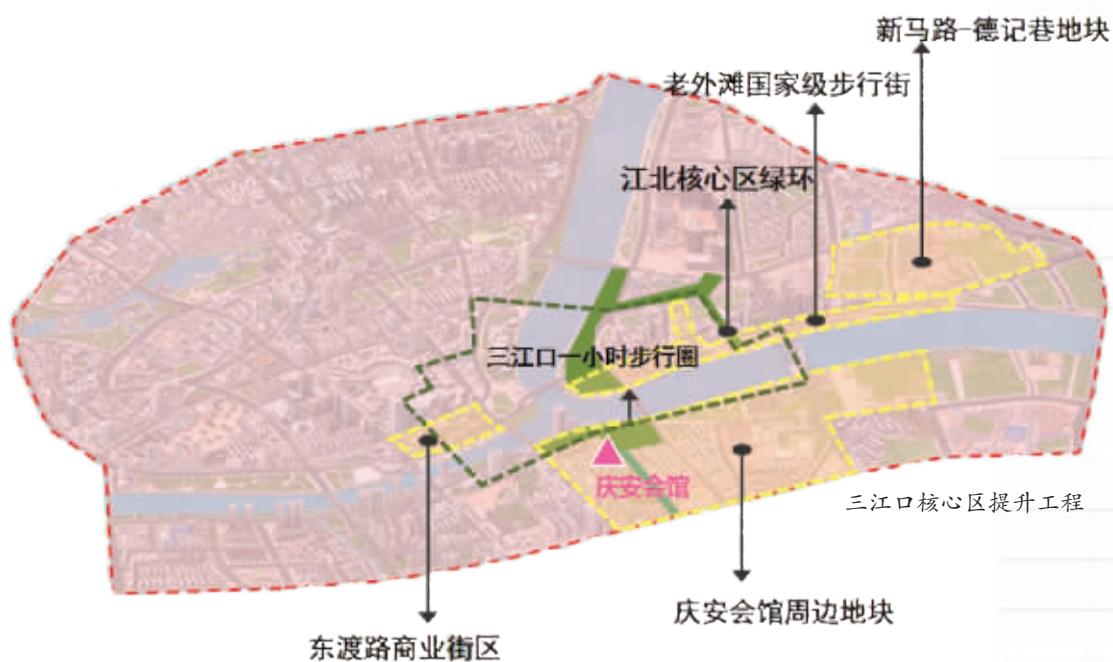 新马路-德记巷地块
老外滩国家级步行街
江北核心区绿环
三江口一小时步行圈
庆安会馆
三江口核心区提升工程
庆安会馆周边地块
东渡路商业街区